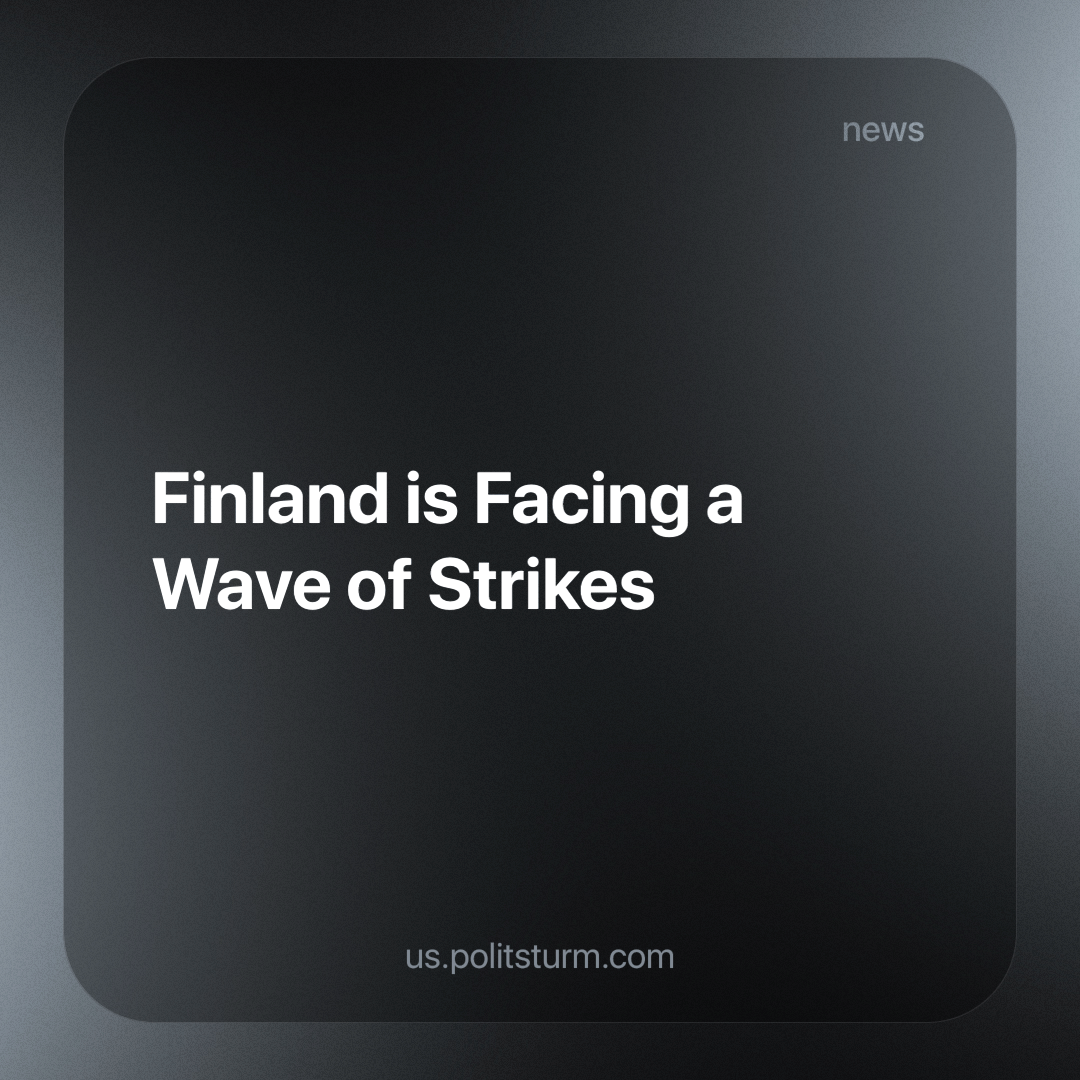 news
Finland is Facing a
Wave of Strikes
us.politsturm.com